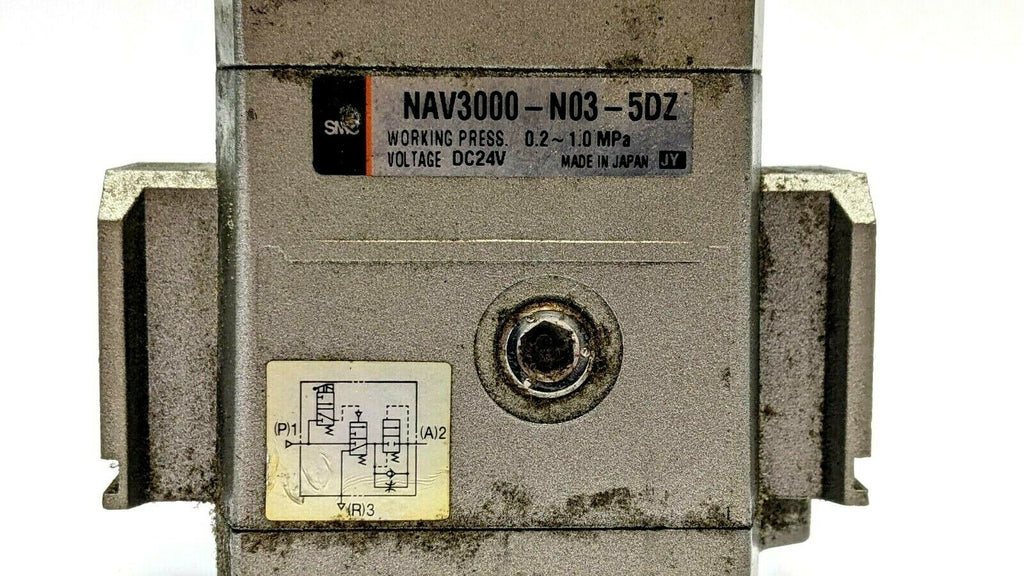 SMC
NAV3000-N03-5DZ
WORKING PRESS. 0.2~1.0 MPa
VOLTAGE DC24V MADE IN JAPAN JY
(P)1
(A)2
(R)3